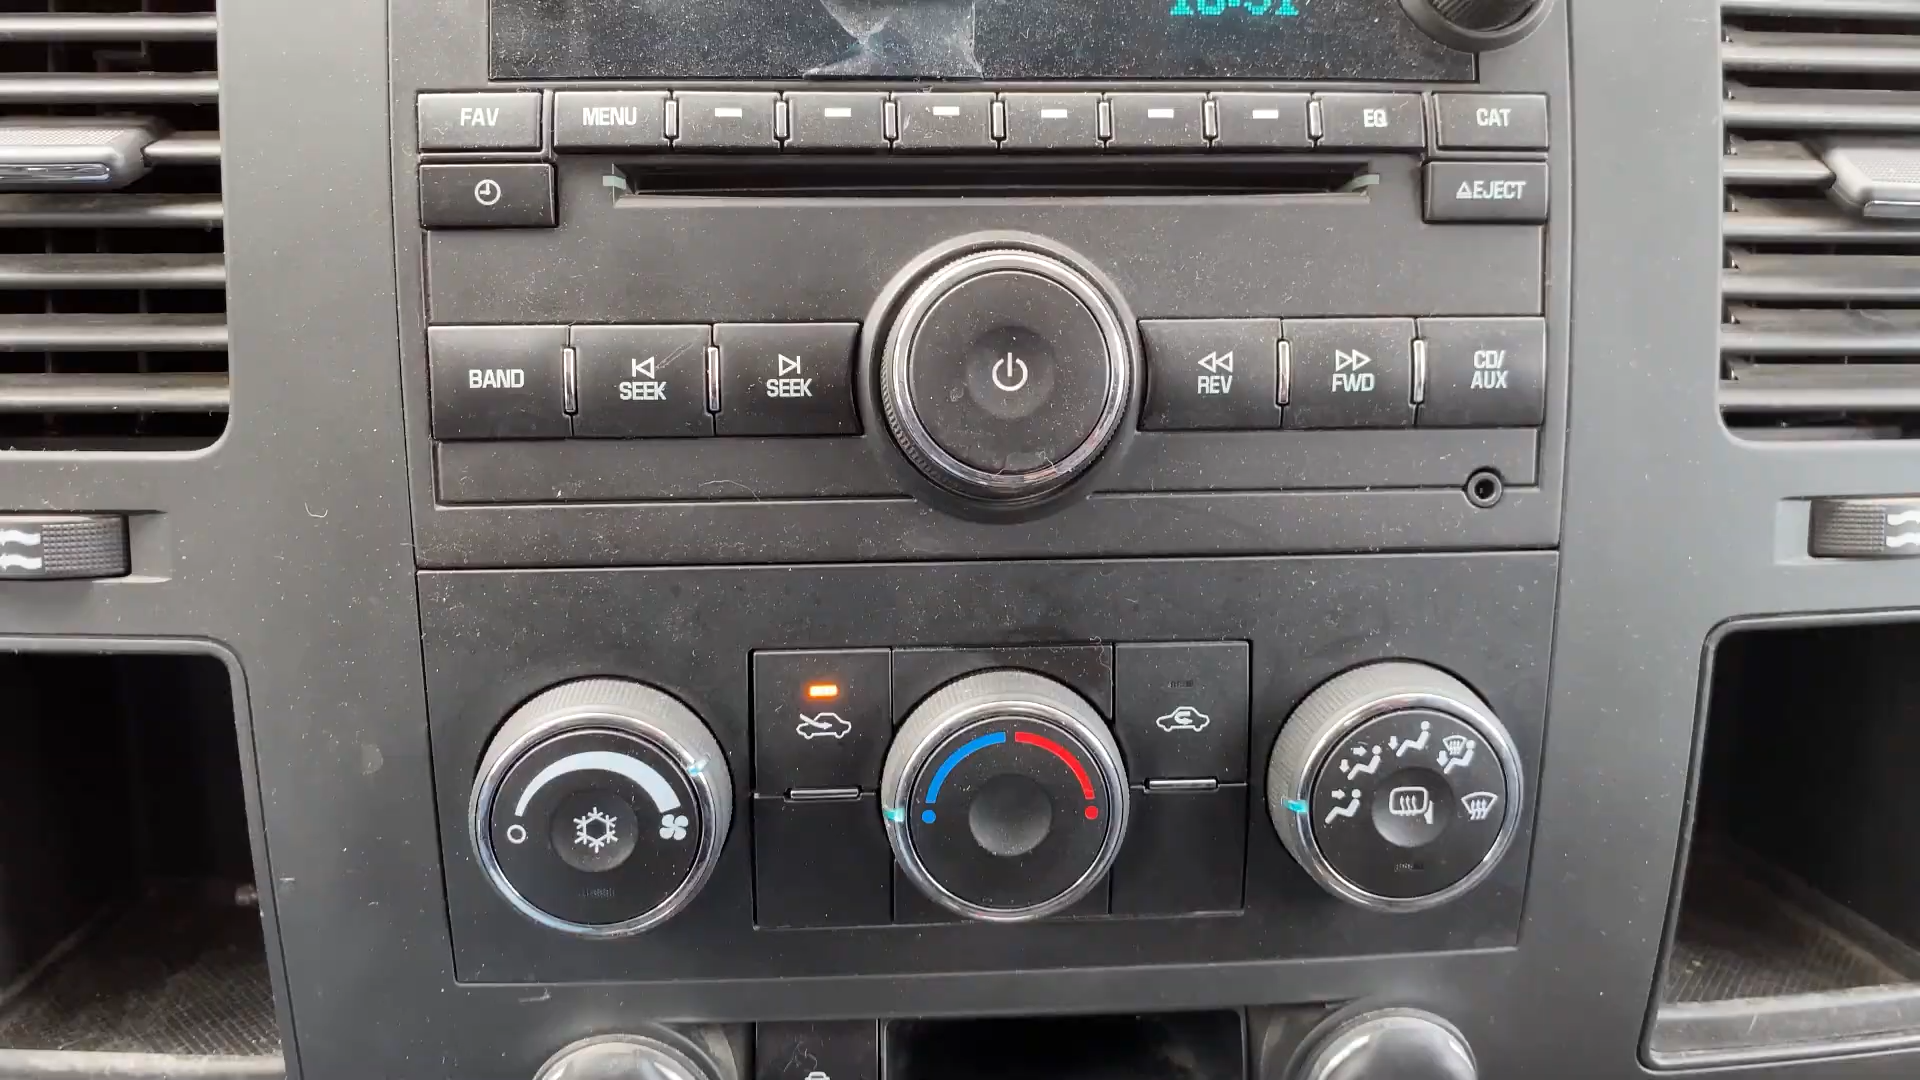 FAV
MENU
EQ
CAT
EJECT
BAND
SEEK
SEEK
REV
FWD
CD/
AUX